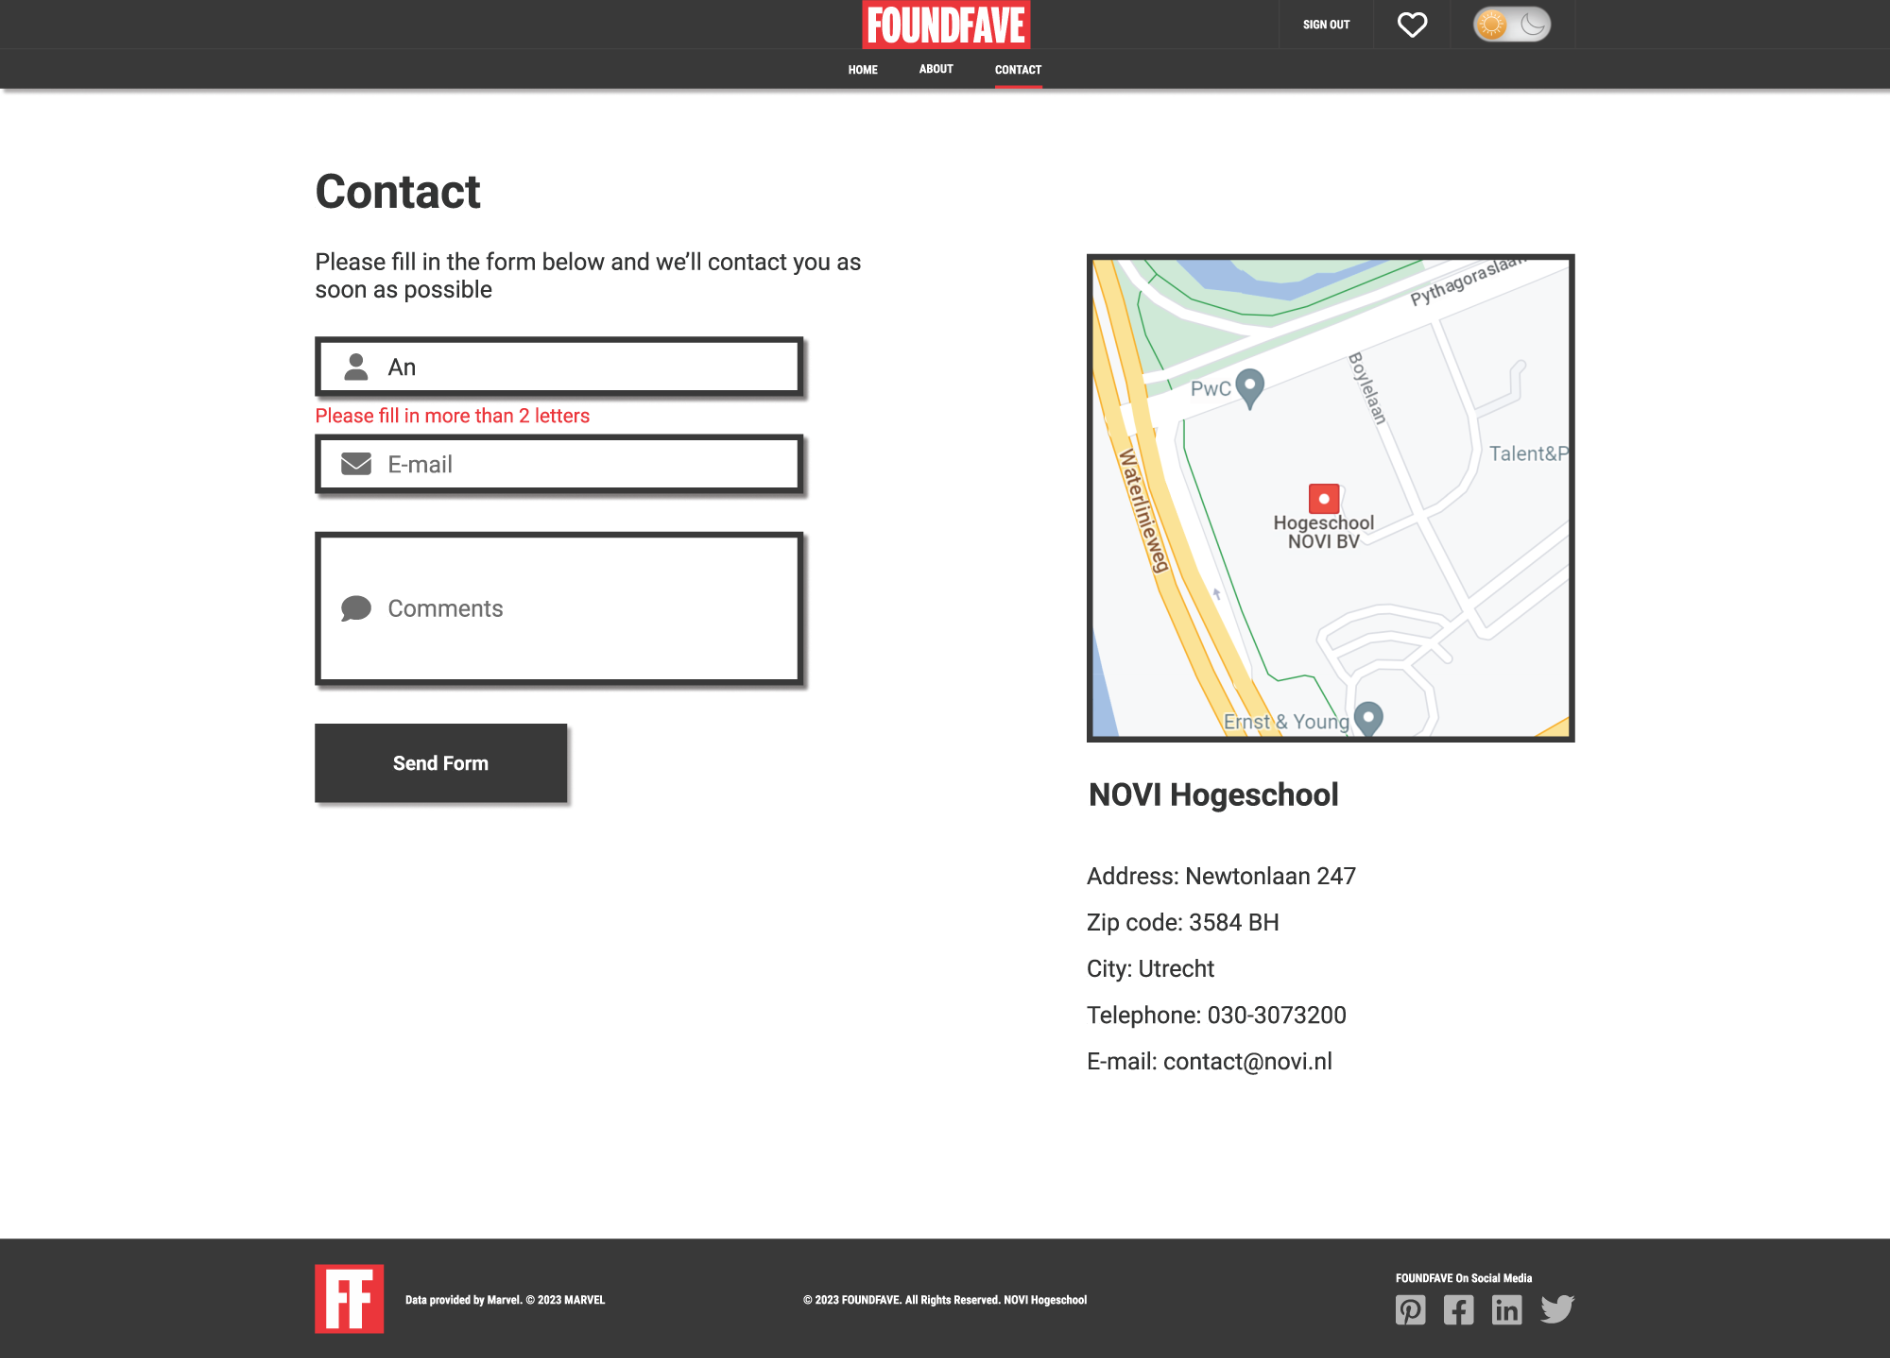 FOUNDFAVE
SIGN OUT
HOME
ABOUT
CONTACT
Contact
Please fill in the form below and we'll contact you as
soon as possible
An
Please fill in more than 2 letters
E-mail
Comments
Send Form
Pythagoraslaan
Boylelaan
PwC
Talent&P
Waterlinieweg
Hogeschool
NOVI BV
Ernst & Young
NOVI Hogeschool
Address: Newtonlaan 247
Zip code: 3584 BH
City: Utrecht
Telephone: 030-3073200
E-mail: contact@novi.nl
FF
Data provided by Marvel. © 2023 MARVEL
© 2023 FOUNDFAVE. All Rights Reserved. NOVI Hogeschool
FOUNDFAVE On Social Media